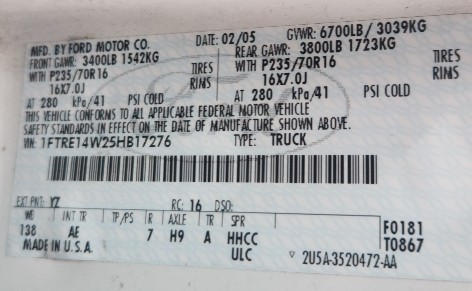 MFD. BY FORD MOTOR CO. DATE: 02/05 GVWR: 6700LB / 3039KG
FRONT GAWR: 3400LB 1542KG REAR GAWR: 3800LB 1723KG
WITH P235/70R16 TIRES WITH P235/70R16 TIRES
16X7.0J RIMS 16X7.0J RIMS
AT 280 kPa/41 PSI COLD AT 280 kPa/41 PSI COLD
THIS VEHICLE CONFORMS TO ALL APPLICABLE FEDERAL MOTOR VEHICLE
SAFETY STANDARDS IN EFFECT ON THE DATE OF MANUFACTURE SHOWN ABOVE.
VIN: 1FTRE14W25HB17276 TYPE: TRUCK
EXT PNT: YZ RC: 16 DSO:
WB INT TR TP/PS R AXLE TR SPR F0181
138 AE 7 H9 A HHCC T0867
MADE IN U.S.A. ULC
▽ 2U5A-3520472-AA